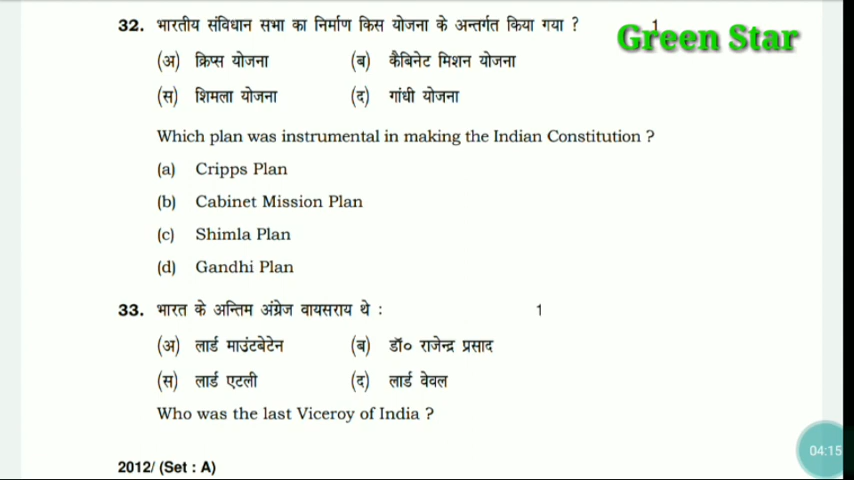 32. भारतीय संविधान सभा का निर्माण किस योजना के अन्तर्गत किया गया ? 1
Green Star
(अ) क्रिप्स योजना (ब) कैबिनेट मिशन योजना
(स) शिमला योजना (द) गांधी योजना
Which plan was instrumental in making the Indian Constitution ?
(a) Cripps Plan
(b) Cabinet Mission Plan
(c) Shimla Plan
(d) Gandhi Plan
33. भारत के अन्तिम अंग्रेज वायसराय थे : 1
(अ) लार्ड माउंटबेटेन (ब) डॉ० राजेन्द्र प्रसाद
(स) लार्ड एटली (द) लार्ड वेवल
Who was the last Viceroy of India ?
04:15
2012/ (Set : A)